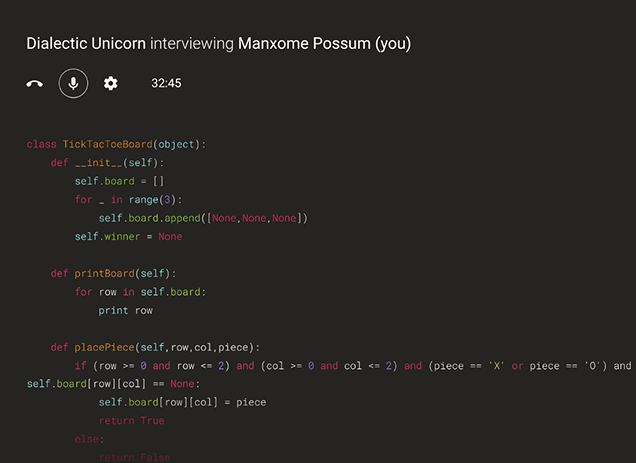 Dialectic Unicorn interviewing Manxome Possum (you)
32:45
class TickTacToeBoard(object):
    def __init__(self):
        self.board = []
        for _ in range(3):
            self.board.append([None,None,None])
        self.winner = None
    def printBoard(self):
        for row in self.board:
            print row
    def placePiece(self,row,col,piece):
        if (row >= 0 and row <= 2) and (col >= 0 and col <= 2) and (piece == 'X' or piece == 'O') and
self.board[row][col] == None:
            self.board[row][col] = piece
            return True
        else:
            return False